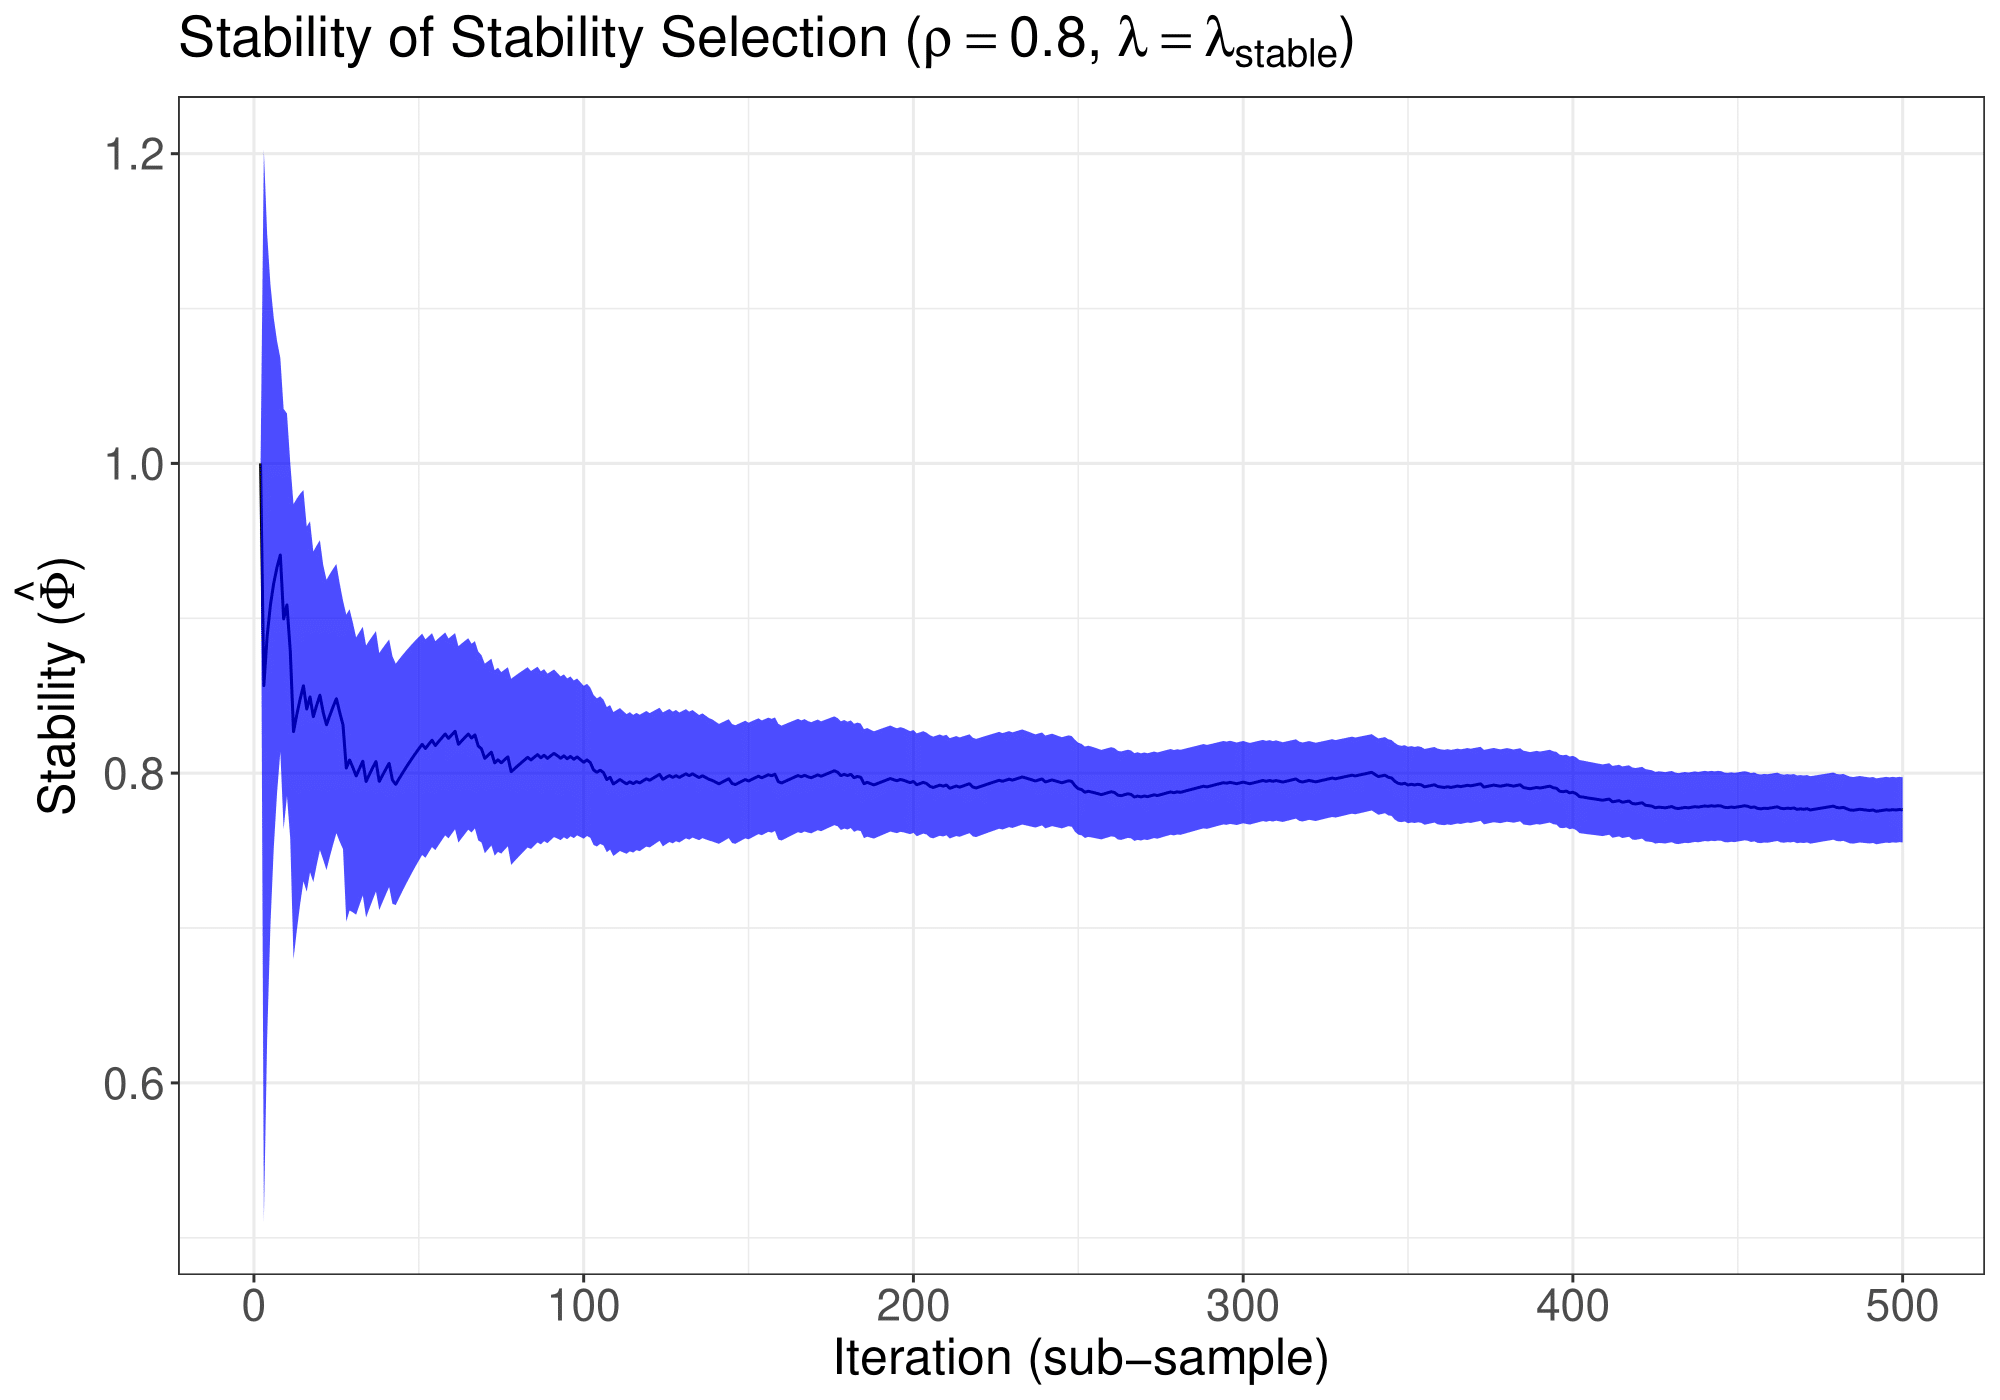 Stability of Stability Selection (ρ = 0.8, λ = λstable)
Stability (Φ̂)
1.2
1.0
0.8
0.6
0 100 200 300 400 500
Iteration (sub−sample)